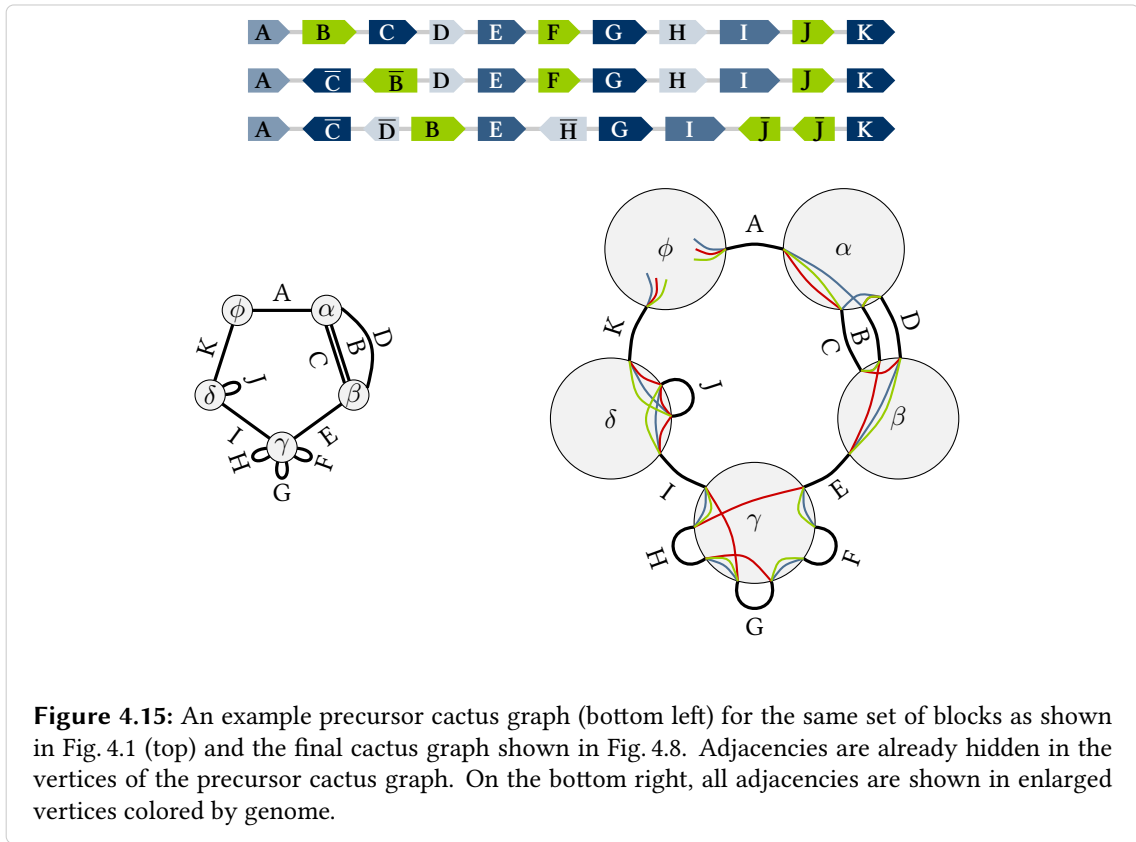 A B C D E F G H I J K
A C̅ B̅ D E F G H I J K
A C̅ D̅ B E H̅ G I J̅ J̅ K
A
ϕ α
K C B D
δ J β
I γ E
H F
G
A
ϕ α
K C B D
J
δ β
I E
γ
H F
G
Figure 4.15: An example precursor cactus graph (bottom left) for the same set of blocks as shown
in Fig. 4.1 (top) and the final cactus graph shown in Fig. 4.8. Adjacencies are already hidden in the
vertices of the precursor cactus graph. On the bottom right, all adjacencies are shown in enlarged
vertices colored by genome.